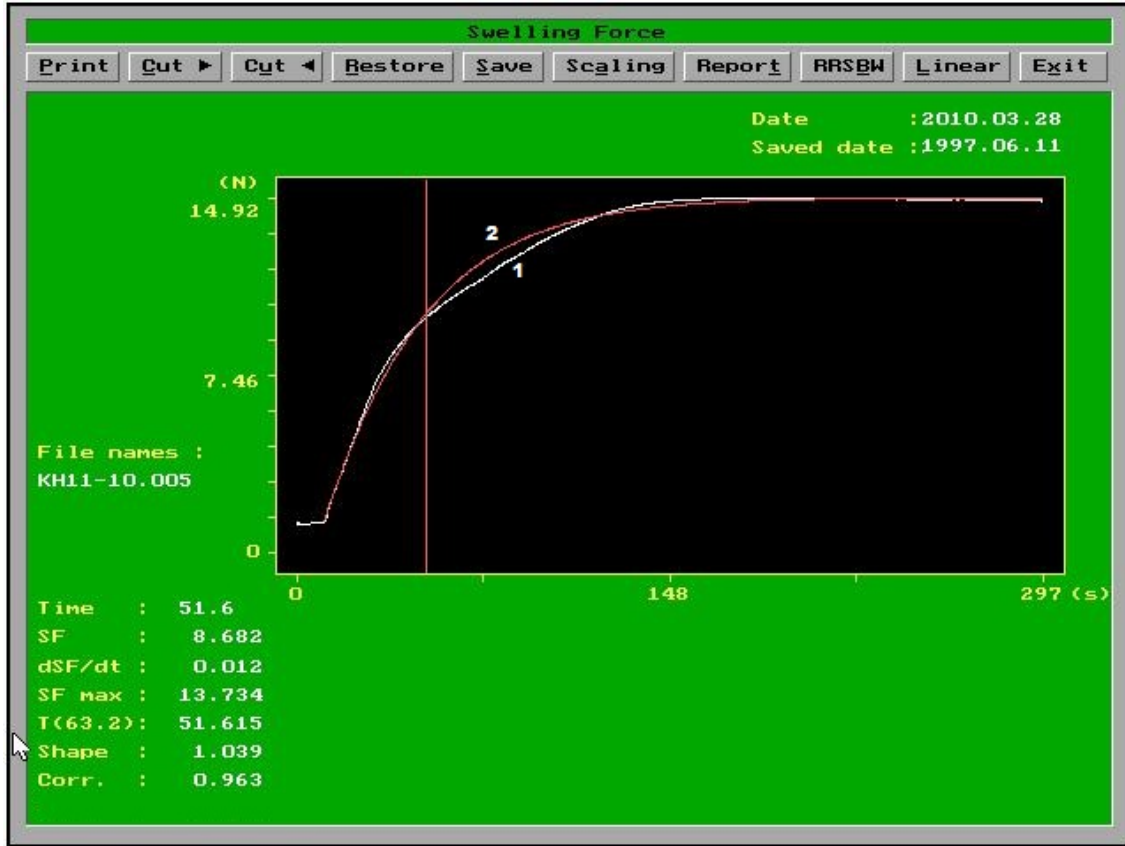 Swelling Force
Print Cut ► Cut ◄ Restore Save Scaling Report RRSBW Linear Exit
Date :2010.03.28
Saved date :1997.06.11
(N)
14.92
2
1
7.46
File names :
KH11-10.005
0
0 148 297 (s)
Time : 51.6
SF : 8.682
dSF/dt : 0.012
SF max : 13.734
T(63.2): 51.615
Shape : 1.039
Corr. : 0.963